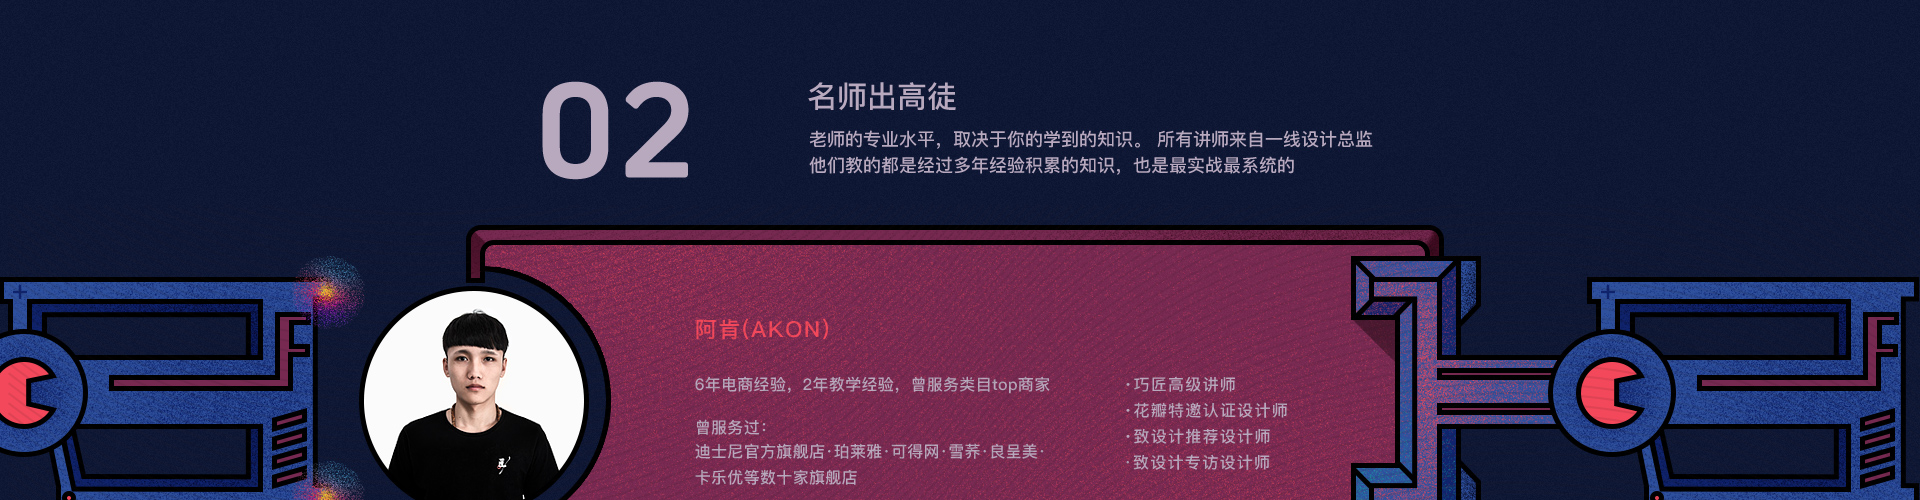 02
名师出高徒
老师的专业水平，取决于你的学到的知识。 所有讲师来自一线设计总监
他们教的都是经过多年经验积累的知识，也是最实战最系统的
阿肯(AKON)
6年电商经验，2年教学经验，曾服务类目top商家
曾服务过：
迪士尼官方旗舰店·珀莱雅·可得网·雪荞·良呈美·
卡乐优等数十家旗舰店
·巧匠高级讲师
·花瓣特邀认证设计师
·致设计推荐设计师
·致设计专访设计师